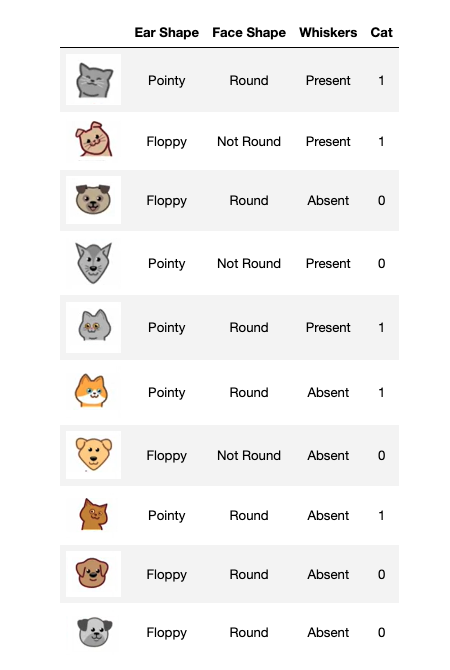 Ear Shape Face Shape Whiskers Cat
Pointy Round Present 1
Floppy Not Round Present 1
Floppy Round Absent 0
Pointy Not Round Present 0
Pointy Round Present 1
Pointy Round Absent 1
Floppy Not Round Absent 0
Pointy Round Absent 1
Floppy Round Absent 0
Floppy Round Absent 0